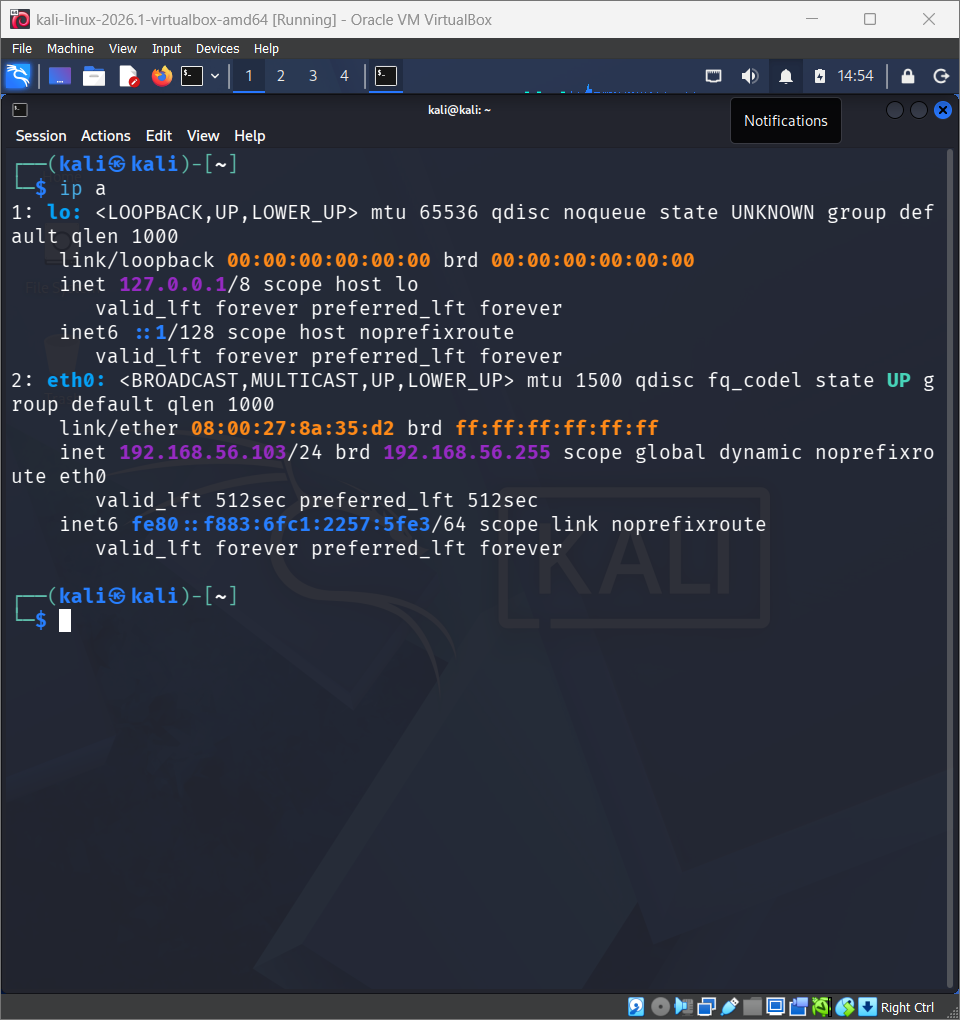 kali-linux-2026.1-virtualbox-amd64 [Running] - Oracle VM VirtualBox
File Machine View Input Devices Help
1 2 3 4 14:54
kali@kali: ~
Notifications
Session Actions Edit View Help
┌──(kali㉿kali)-[~]
└─$ ip a
1: lo: <LOOPBACK,UP,LOWER_UP> mtu 65536 qdisc noqueue state UNKNOWN group def
ault qlen 1000
    link/loopback 00:00:00:00:00:00 brd 00:00:00:00:00:00
    inet 127.0.0.1/8 scope host lo
       valid_lft forever preferred_lft forever
    inet6 ::1/128 scope host noprefixroute
       valid_lft forever preferred_lft forever
2: eth0: <BROADCAST,MULTICAST,UP,LOWER_UP> mtu 1500 qdisc fq_codel state UP g
roup default qlen 1000
    link/ether 08:00:27:8a:35:d2 brd ff:ff:ff:ff:ff:ff
    inet 192.168.56.103/24 brd 192.168.56.255 scope global dynamic noprefixro
ute eth0
       valid_lft 512sec preferred_lft 512sec
    inet6 fe80::f883:6fc1:2257:5fe3/64 scope link noprefixroute
       valid_lft forever preferred_lft forever
KALI
┌──(kali㉿kali)-[~]
└─$
Right Ctrl